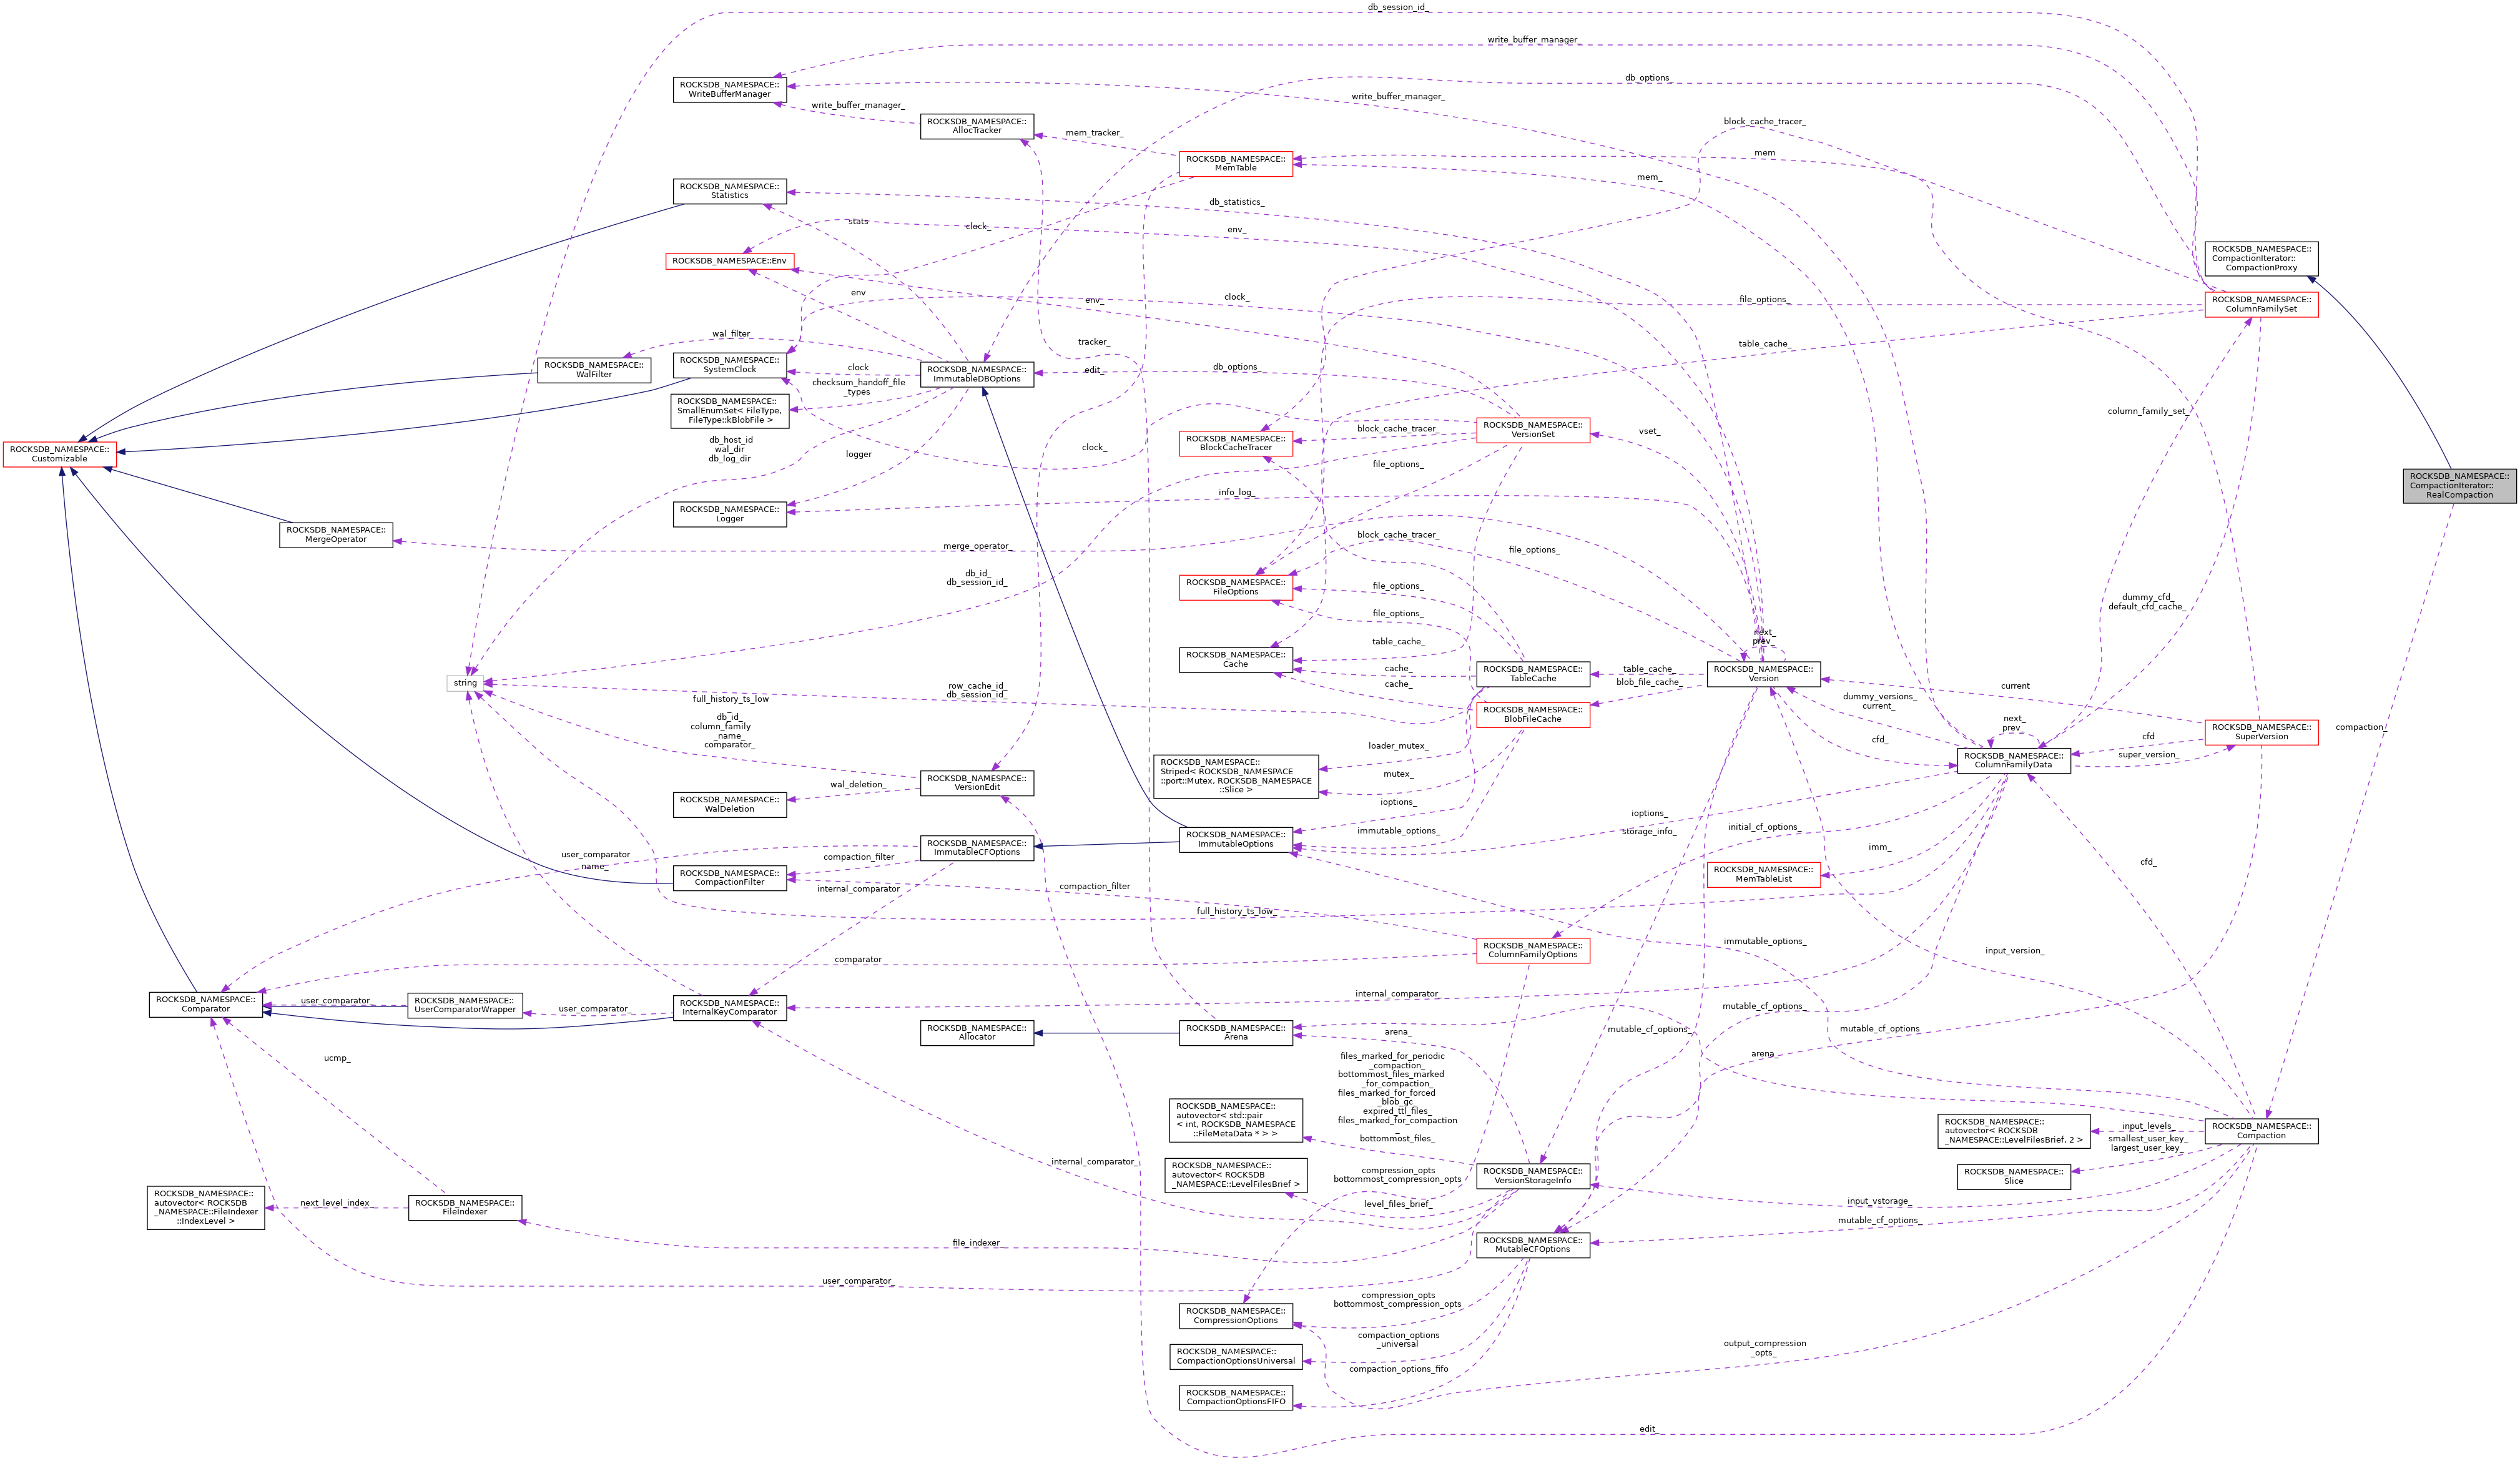 db_session_id_
write_buffer_manager_
db_options_
ROCKSDB_NAMESPACE::
WriteBufferManager
write_buffer_manager_
write_buffer_manager_
ROCKSDB_NAMESPACE::
AllocTracker
block_cache_tracer_
mem_tracker_
ROCKSDB_NAMESPACE::
MemTable
mem_
mem
ROCKSDB_NAMESPACE::
Statistics
db_statistics_
stats
clock_
env_
ROCKSDB_NAMESPACE::
CompactionIterator::
CompactionProxy
ROCKSDB_NAMESPACE::Env
env
env_
clock_
file_options_
ROCKSDB_NAMESPACE::
ColumnFamilySet
wal_filter
tracker_
table_cache_
ROCKSDB_NAMESPACE::
WalFilter
ROCKSDB_NAMESPACE::
SystemClock
clock
ROCKSDB_NAMESPACE::
ImmutableDBOptions
edit_
db_options_
checksum_handoff_file
_types
ROCKSDB_NAMESPACE::
SmallEnumSet< FileType,
FileType::kBlobFile >
column_family_set_
ROCKSDB_NAMESPACE::
Customizable
db_host_id
wal_dir
db_log_dir
logger
clock_
ROCKSDB_NAMESPACE::
BlockCacheTracer
block_cache_tracer_
ROCKSDB_NAMESPACE::
VersionSet
vset_
file_options_
ROCKSDB_NAMESPACE::
CompactionIterator::
RealCompaction
info_log_
ROCKSDB_NAMESPACE::
Logger
ROCKSDB_NAMESPACE::
MergeOperator
merge_operator_
block_cache_tracer_
file_options_
db_id_
db_session_id_
ROCKSDB_NAMESPACE::
FileOptions
file_options_
file_options_
dummy_cfd_
default_cfd_cache_
table_cache_
next_
prev_
ROCKSDB_NAMESPACE::
Cache
cache_
cache_
ROCKSDB_NAMESPACE::
TableCache
table_cache_
blob_file_cache_
ROCKSDB_NAMESPACE::
Version
string
row_cache_id_
db_session_id_
full_history_ts_low
_
db_id_
column_family
_name_
comparator_
ROCKSDB_NAMESPACE::
BlobFileCache
dummy_versions_
current_
current
next_
prev_
ROCKSDB_NAMESPACE::
SuperVersion
compaction_
loader_mutex_
cfd_
cfd
super_version_
ROCKSDB_NAMESPACE::
ColumnFamilyData
ROCKSDB_NAMESPACE::
Striped< ROCKSDB_NAMESPACE
::port::Mutex, ROCKSDB_NAMESPACE
::Slice >
mutex_
ROCKSDB_NAMESPACE::
VersionEdit
wal_deletion_
ROCKSDB_NAMESPACE::
WalDeletion
ioptions_
immutable_options_
storage_info_
ioptions_
initial_cf_options_
imm_
ROCKSDB_NAMESPACE::
ImmutableOptions
ROCKSDB_NAMESPACE::
ImmutableCFOptions
user_comparator
name_
compaction_filter
ROCKSDB_NAMESPACE::
CompactionFilter
internal_comparator
compaction_filter
ROCKSDB_NAMESPACE::
MemTableList
cfd_
full_history_ts_low_
immutable_options_
input_version_
comparator
ROCKSDB_NAMESPACE::
ColumnFamilyOptions
internal_comparator_
ROCKSDB_NAMESPACE::
Comparator
user_comparator_
ROCKSDB_NAMESPACE::
UserComparatorWrapper
user_comparator_
ROCKSDB_NAMESPACE::
InternalKeyComparator
mutable_cf_options_
mutable_cf_options_
mutable_cf_options
ROCKSDB_NAMESPACE::
Allocator
ROCKSDB_NAMESPACE::
Arena
arena_
arena_
ucmp_
files_marked_for_periodic
_compaction_
bottommost_files_marked
_for_compaction_
files_marked_for_forced
_blob_gc_
expired_ttl_files_
files_marked_for_compaction
_
bottommost_files_
ROCKSDB_NAMESPACE::
autovector< std::pair
< int, ROCKSDB_NAMESPACE
::FileMetaData * > >
ROCKSDB_NAMESPACE::
autovector< ROCKSDB
_NAMESPACE::LevelFilesBrief, 2 >
input_levels_
ROCKSDB_NAMESPACE::
Compaction
smallest_user_key_
largest_user_key_
internal_comparator_
ROCKSDB_NAMESPACE::
autovector< ROCKSDB
_NAMESPACE::LevelFilesBrief >
compression_opts
bottommost_compression_opts
ROCKSDB_NAMESPACE::
VersionStorageInfo
ROCKSDB_NAMESPACE::
Slice
ROCKSDB_NAMESPACE::
autovector< ROCKSDB
_NAMESPACE::FileIndexer
::IndexLevel >
next_level_index_
ROCKSDB_NAMESPACE::
FileIndexer
level_files_brief_
input_vstorage_
mutable_cf_options_
file_indexer_
ROCKSDB_NAMESPACE::
MutableCFOptions
user_comparator_
compression_opts
bottommost_compression_opts
ROCKSDB_NAMESPACE::
CompressionOptions
compaction_options
_universal
output_compression
_opts_
ROCKSDB_NAMESPACE::
CompactionOptionsUniversal
compaction_options_fifo
ROCKSDB_NAMESPACE::
CompactionOptionsFIFO
edit_